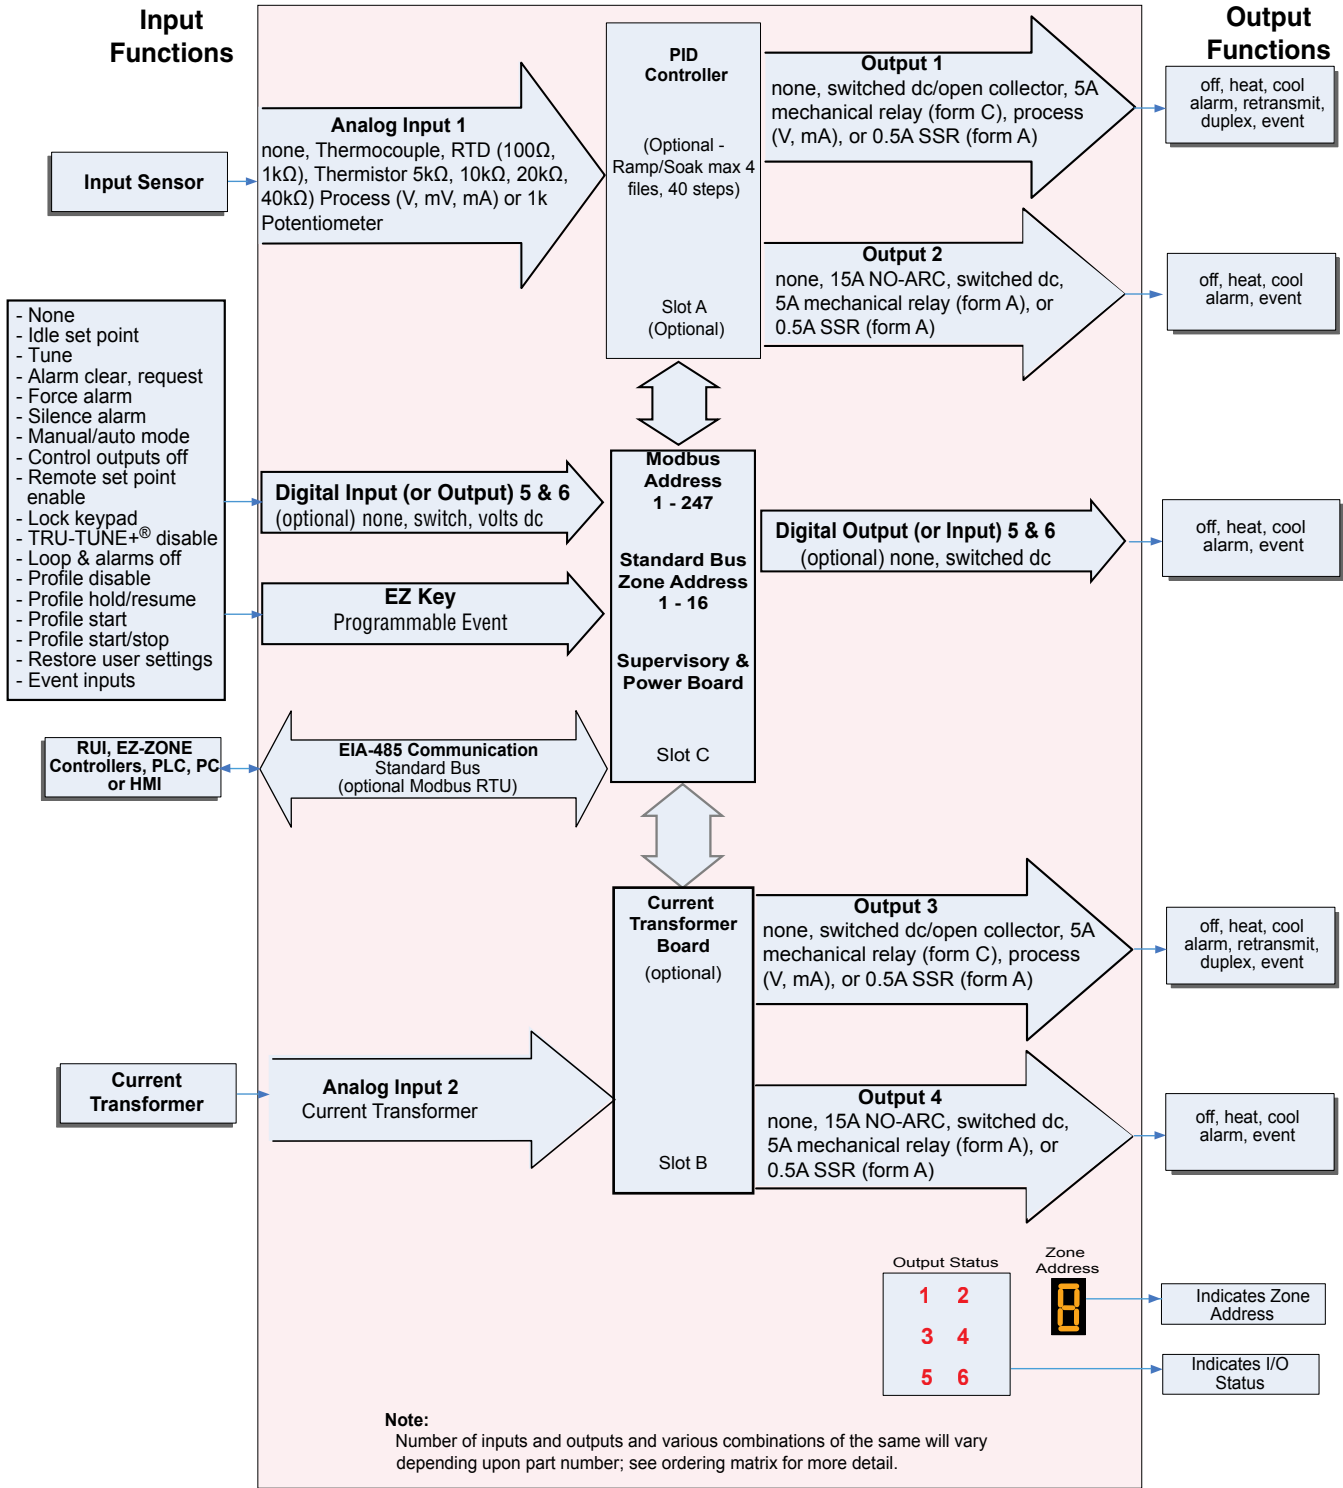 Input
Functions
Output
Functions
PID
Controller
(Optional -
Ramp/Soak max 4
files, 40 steps)
Slot A
(Optional)
Input Sensor
Analog Input 1
none, Thermocouple, RTD (100Ω,
1kΩ), Thermistor 5kΩ, 10kΩ, 20kΩ,
40kΩ) Process (V, mV, mA) or 1k
Potentiometer
Output 1
none, switched dc/open collector, 5A
mechanical relay (form C), process
(V, mA), or 0.5A SSR (form A)
off, heat, cool
alarm, retransmit,
duplex, event
Output 2
none, 15A NO-ARC, switched dc,
5A mechanical relay (form A), or
0.5A SSR (form A)
off, heat, cool
alarm, event
- None
- Idle set point
- Tune
- Alarm clear, request
- Force alarm
- Silence alarm
- Manual/auto mode
- Control outputs off
- Remote set point
enable
- Lock keypad
- TRU-TUNE+® disable
- Loop & alarms off
- Profile disable
- Profile hold/resume
- Profile start
- Profile start/stop
- Restore user settings
- Event inputs
Digital Input (or Output) 5 & 6
(optional) none, switch, volts dc
EZ Key
Programmable Event
Modbus
Address
1 - 247
Standard Bus
Zone Address
1 - 16
Supervisory &
Power Board
Slot C
Digital Output (or Input) 5 & 6
(optional) none, switched dc
off, heat, cool
alarm, event
RUI, EZ-ZONE
Controllers, PLC, PC
or HMI
EIA-485 Communication
Standard Bus
(optional Modbus RTU)
Current
Transformer
Board
(optional)
Slot B
Output 3
none, switched dc/open collector, 5A
mechanical relay (form C), process
(V, mA), or 0.5A SSR (form A)
off, heat, cool
alarm, retransmit,
duplex, event
Current
Transformer
Analog Input 2
Current Transformer
Output 4
none, 15A NO-ARC, switched dc,
5A mechanical relay (form A), or
0.5A SSR (form A)
off, heat, cool
alarm, event
Output Status
1 2
3 4
5 6
Zone
Address
8
Indicates Zone
Address
Indicates I/O
Status
Note:
Number of inputs and outputs and various combinations of the same will vary
depending upon part number; see ordering matrix for more detail.